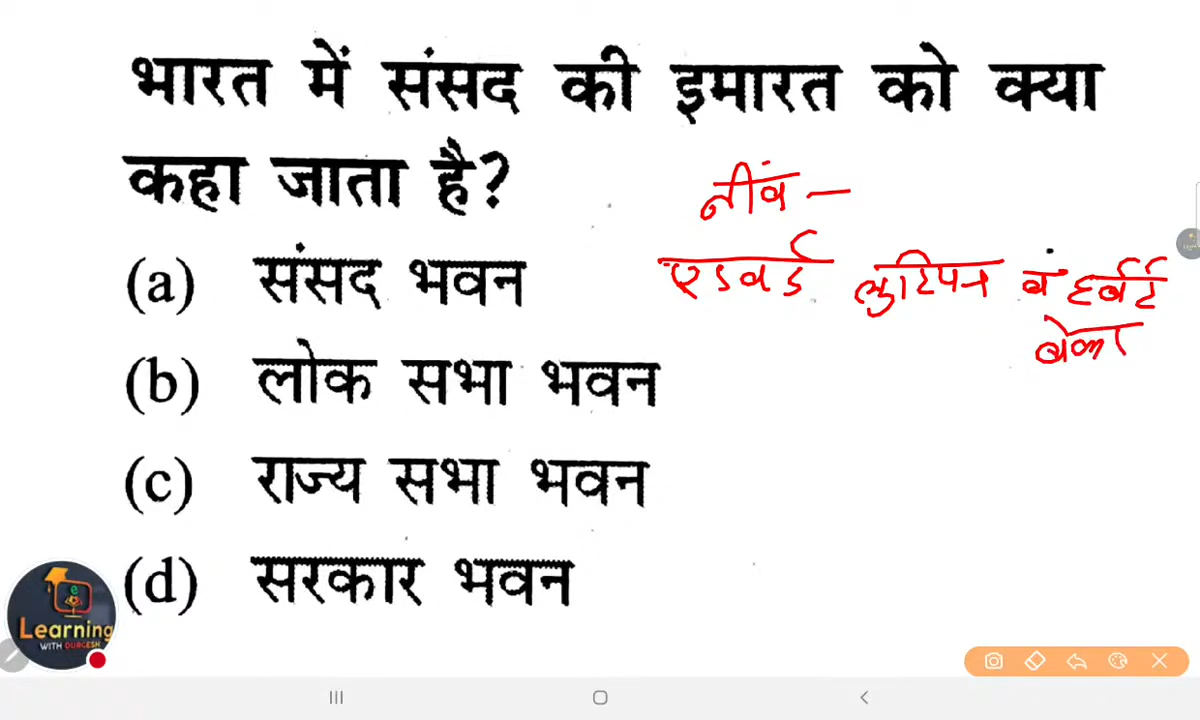 भारत में संसद की इमारत को क्या
कहा जाता है?
नींव —
एडवर्ड लुटियन व हर्बर्ट
बेकर
(a) संसद भवन
(b) लोक सभा भवन
(c) राज्य सभा भवन
(d) सरकार भवन
e
Learning
WITH DURGESH